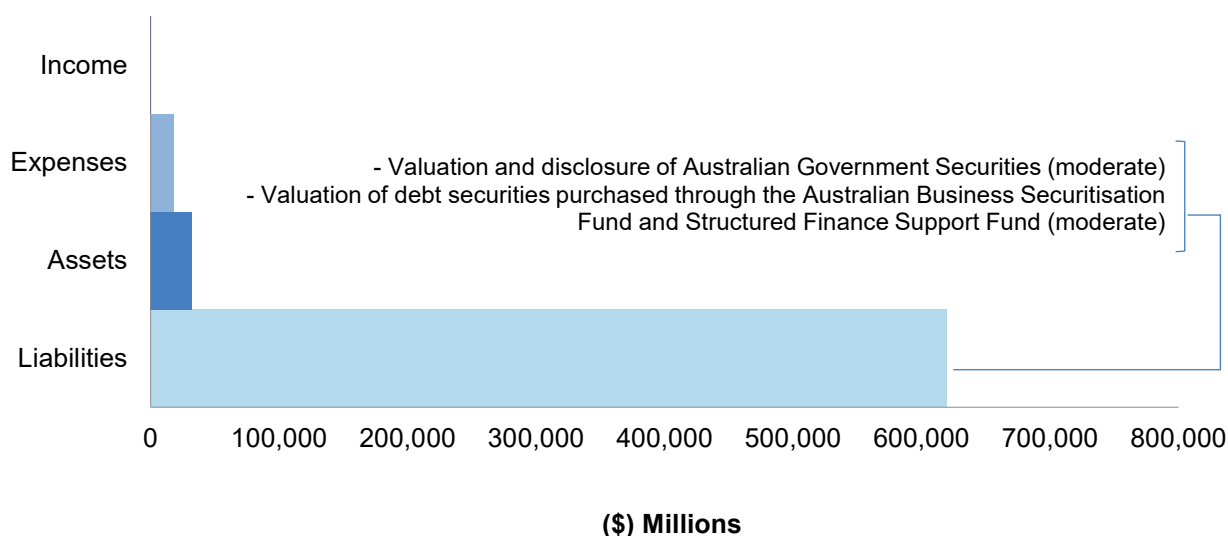 Income
Expenses
- Valuation and disclosure of Australian Government Securities (moderate)
- Valuation of debt securities purchased through the Australian Business Securitisation
Fund and Structured Finance Support Fund (moderate)
Assets
Liabilities
0 100,000 200,000 300,000 400,000 500,000 600,000 700,000 800,000
($) Millions